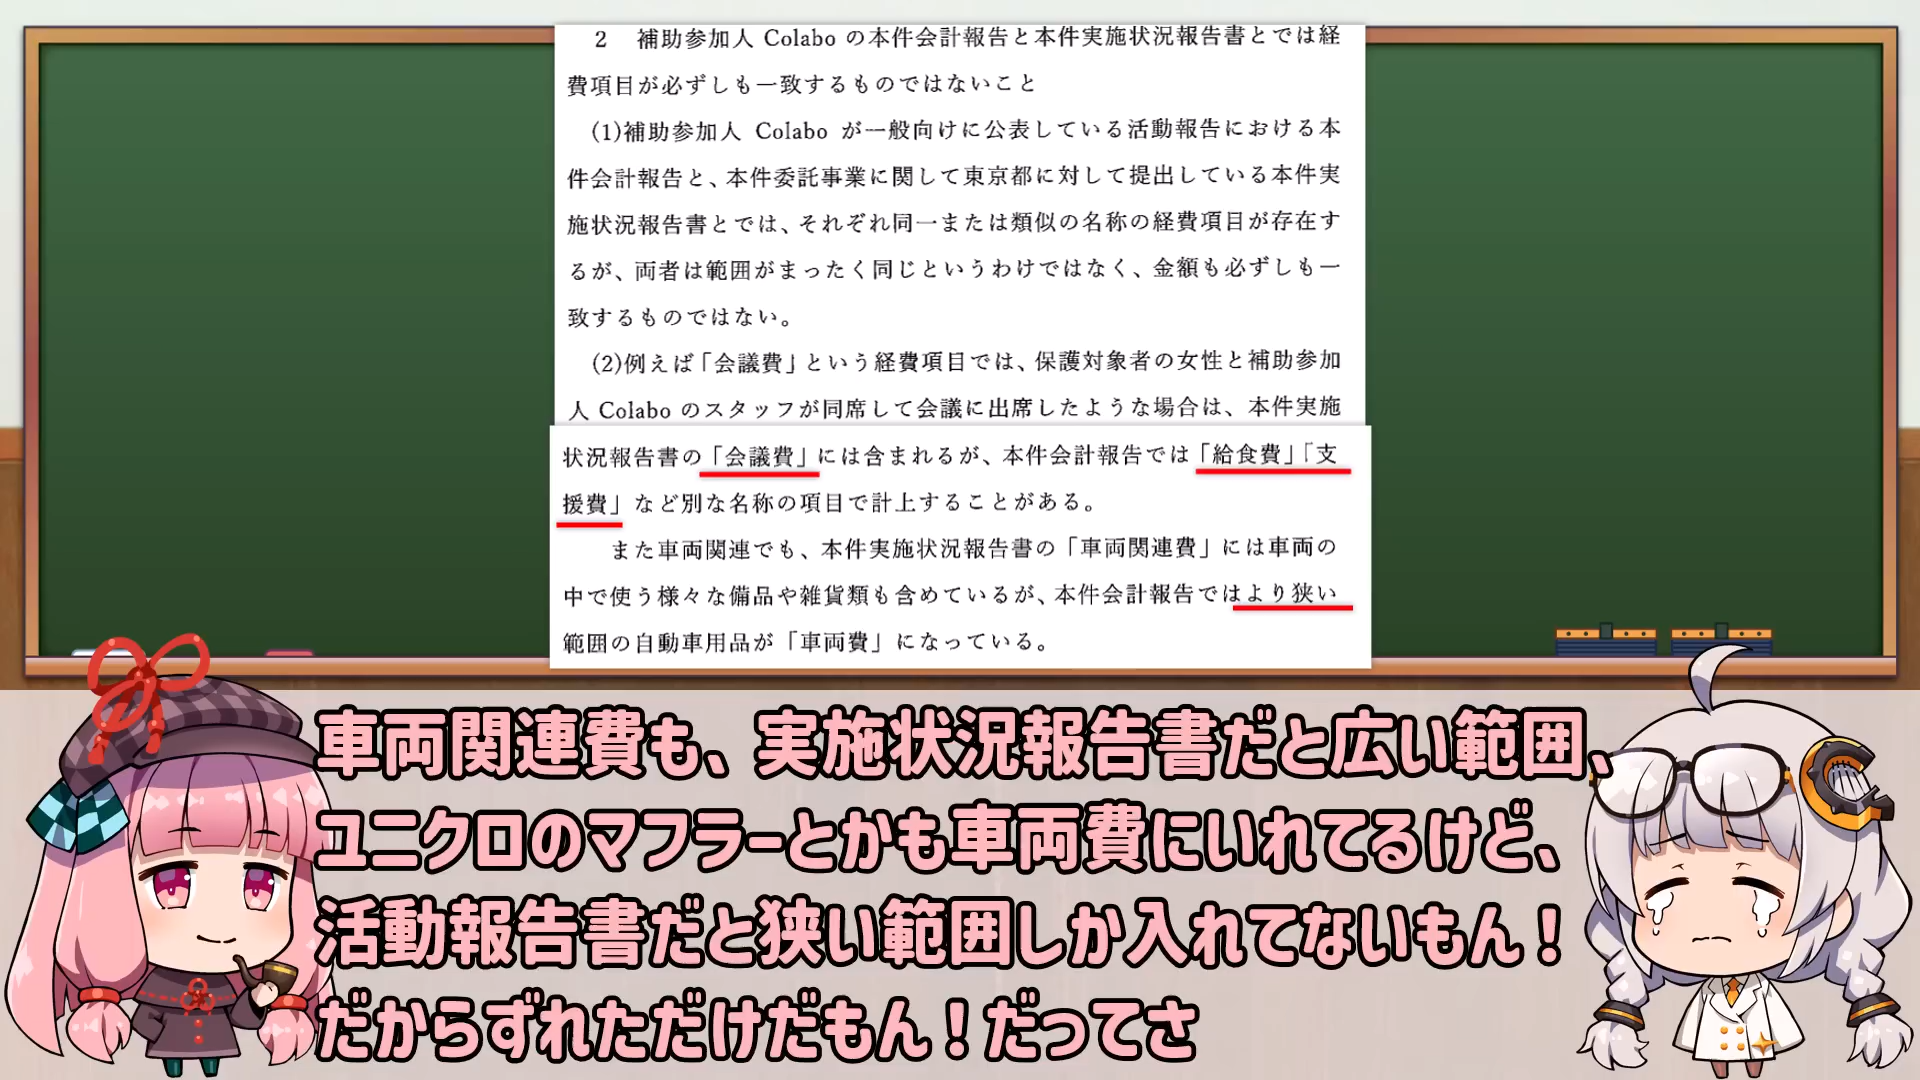 2 補助参加人 Colabo の本件会計報告と本件実施状況報告書とでは経
費項目が必ずしも一致するものではないこと
(1)補助参加人 Colabo が一般向けに公表している活動報告における本
件会計報告と、本件委託事業に関して東京都に対して提出している本件実
施状況報告書とでは、それぞれ同一または類似の名称の経費項目が存在す
るが、両者は範囲がまったく同じというわけではなく、金額も必ずしも一
致するものではない。
(2)例えば「会議費」という経費項目では、保護対象者の女性と補助参加
人 Colabo のスタッフが同席して会議に出席したような場合は、本件実施
状況報告書の「会議費」には含まれるが、本件会計報告では「給食費」「支
援費」など別な名称の項目で計上することがある。
また車両関連でも、本件実施状況報告書の「車両関連費」には車両の
中で使う様々な備品や雑貨類も含めているが、本件会計報告ではより狭い
範囲の自動車用品が「車両費」になっている。
車両関連費も、実施状況報告書だと広い範囲、
ユニクロのマフラーとかも車両費にいれてるけど、
活動報告書だと狭い範囲しか入れてないもん！
だからずれただけだもん！だってさ